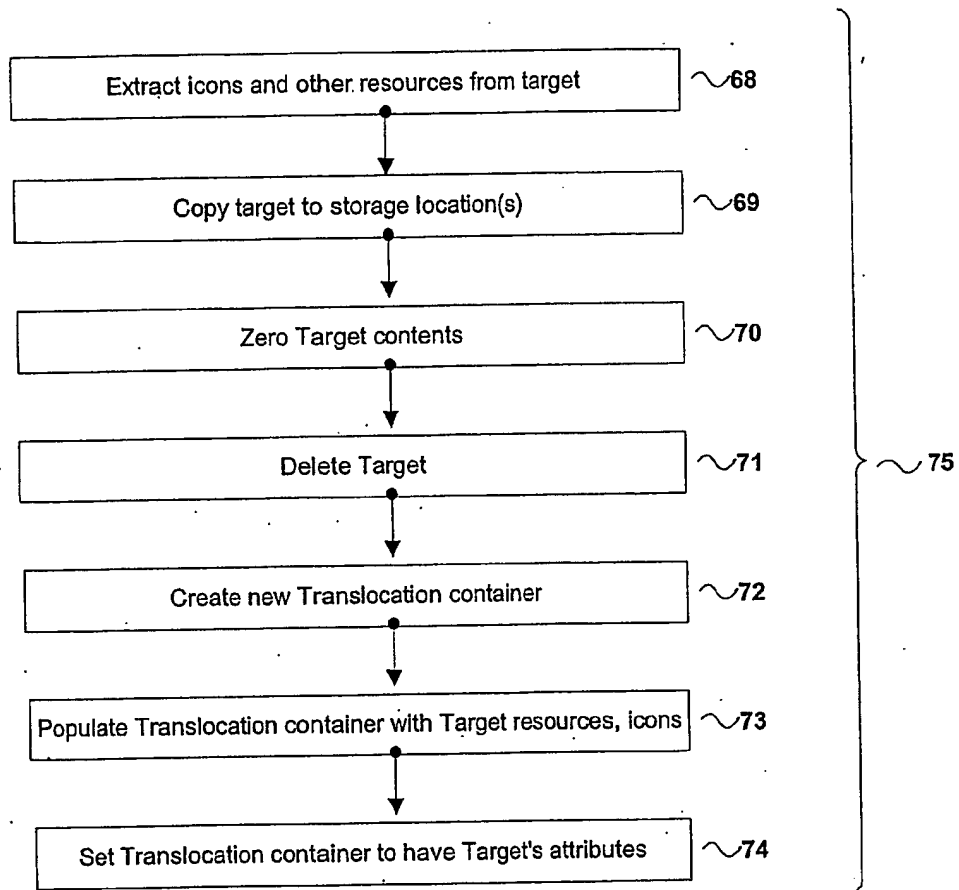 Extract icons and other resources from target 68
Copy target to storage location(s) 69
Zero Target contents 70
Delete Target 71
75
Create new Translocation container 72
Populate Translocation container with Target resources, icons 73
Set Translocation container to have Target's attributes 74